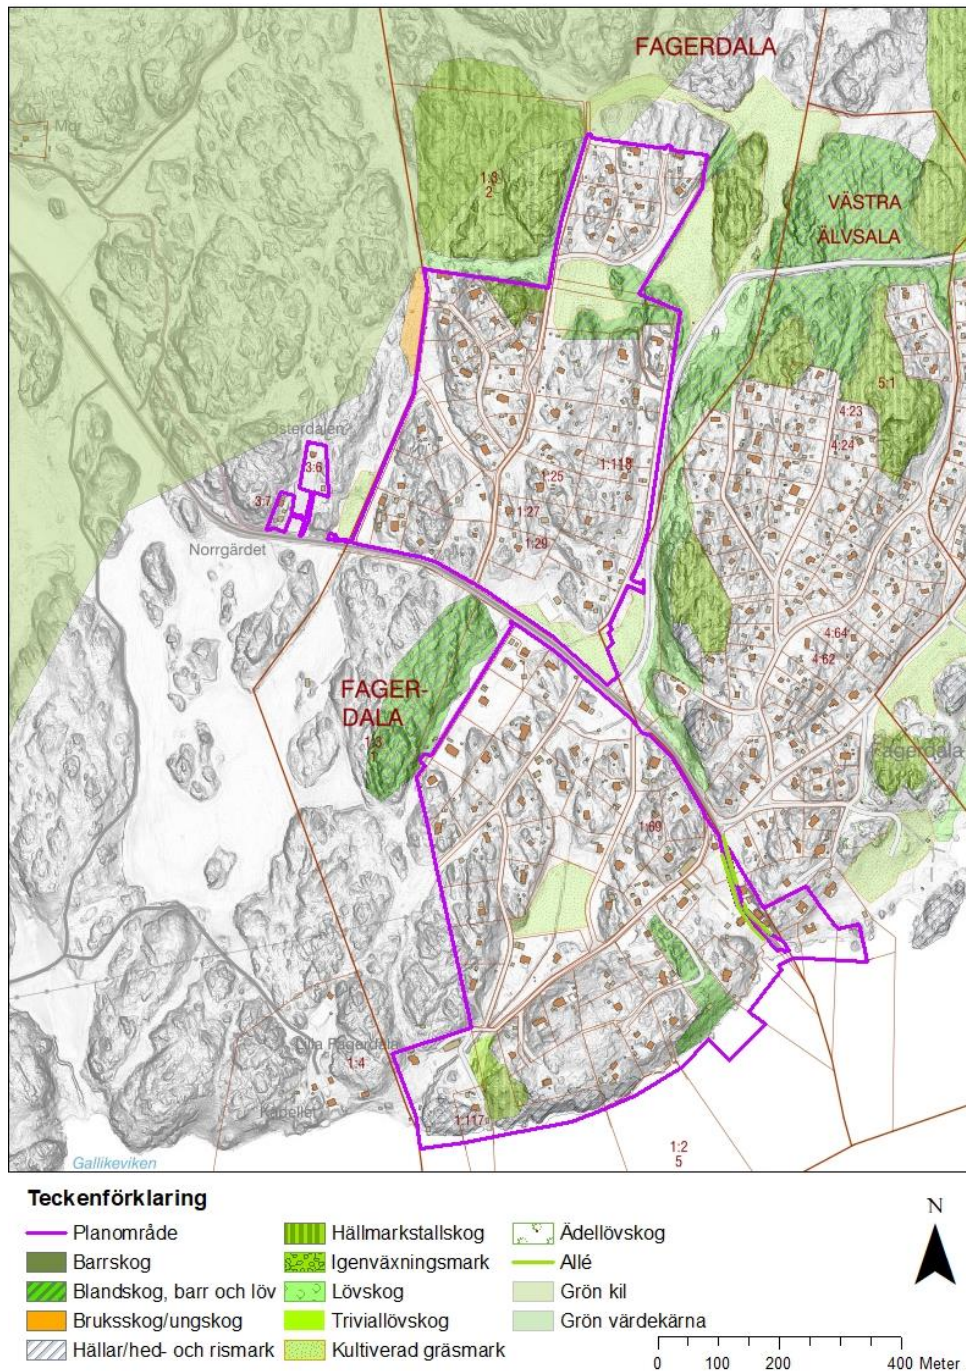 FAGERDALA
Mor
1:3
2
VÄSTRA
ÄLVSALA
5:1
4:23
4:24
Österdalen
3:6
1:118
1:25
3:7
1:27
1:29
Norrgärdet
4:64
4:62
FAGER-
DALA
1:3
1
Fagerdala
1:69
Lilla Fagerdala
1:4
Kapellet
1:117
1:2
5
Gallikeviken
Teckenförklaring
Planområde
Barrskog
Blandskog, barr och löv
Bruksskog/ungskog
Hällar/hed- och rismark
Hällmarkstallskog
Igenväxningsmark
Lövskog
Triviallövskog
Kultiverad gräsmark
Ädellövskog
Allé
Grön kil
Grön värdekärna
N
0 100 200 400 Meter